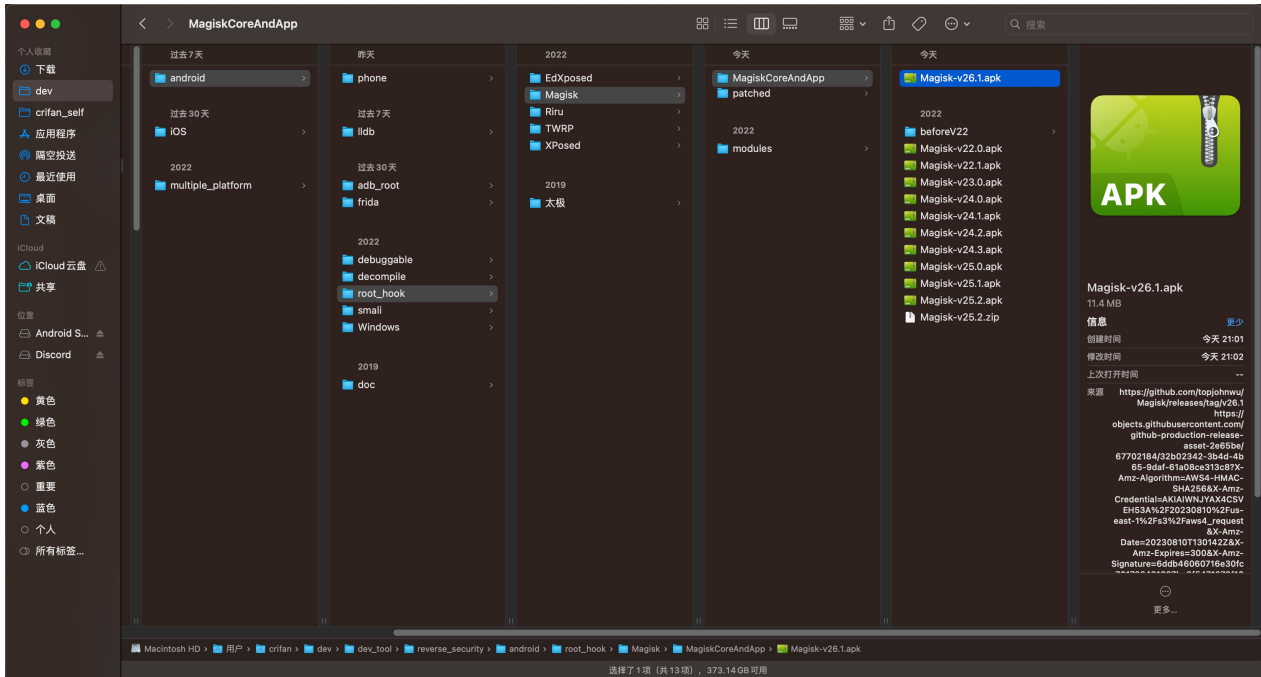 MagiskCoreAndApp
搜索
个人收藏
下载
dev
crifan_self
应用程序
隔空投送
最近使用
桌面
文稿
iCloud
iCloud 云盘
共享
位置
Android S...
Discord
标签
黄色
绿色
灰色
紫色
重要
蓝色
个人
所有标签...
过去7天
android
过去30天
iOS
2022
multiple_platform
昨天
phone
过去7天
lldb
过去30天
adb_root
frida
2022
debuggable
decompile
root_hook
smali
Windows
2019
doc
2022
EdXposed
Magisk
Riru
TWRP
XPosed
2019
太极
今天
MagiskCoreAndApp
patched
2022
modules
今天
Magisk-v26.1.apk
2022
beforeV22
Magisk-v22.0.apk
Magisk-v22.1.apk
Magisk-v23.0.apk
Magisk-v24.0.apk
Magisk-v24.1.apk
Magisk-v24.2.apk
Magisk-v24.3.apk
Magisk-v25.0.apk
Magisk-v25.1.apk
Magisk-v25.2.apk
Magisk-v25.2.zip
APK
Magisk-v26.1.apk
11.4 MB
信息 更少
创建时间 今天 21:01
修改时间 今天 21:02
上次打开时间 --
来源 https://github.com/topjohnwu/
Magisk/releases/tag/v26.1
https://
objects.githubusercontent.com/
github-production-release-
asset-2e65be/
67702184/32b02342-3b4d-4b
65-9daf-61a08ce313c8?X-
Amz-Algorithm=AWS4-HMAC-
SHA256&X-Amz-
Credential=AKIAIWNJYAX4CSV
EH53A%2F20230810%2Fus-
east-1%2Fs3%2Faws4_request
&X-Amz-
Date=20230810T130142Z&X-
Amz-Expires=300&X-Amz-
Signature=6ddb46060716e30fc
更多...
Macintosh HD › 用户 › crifan › dev › dev_tool › reverse_security › android › root_hook › Magisk › MagiskCoreAndApp › Magisk-v26.1.apk
选择了1项（共13项），373.14 GB可用